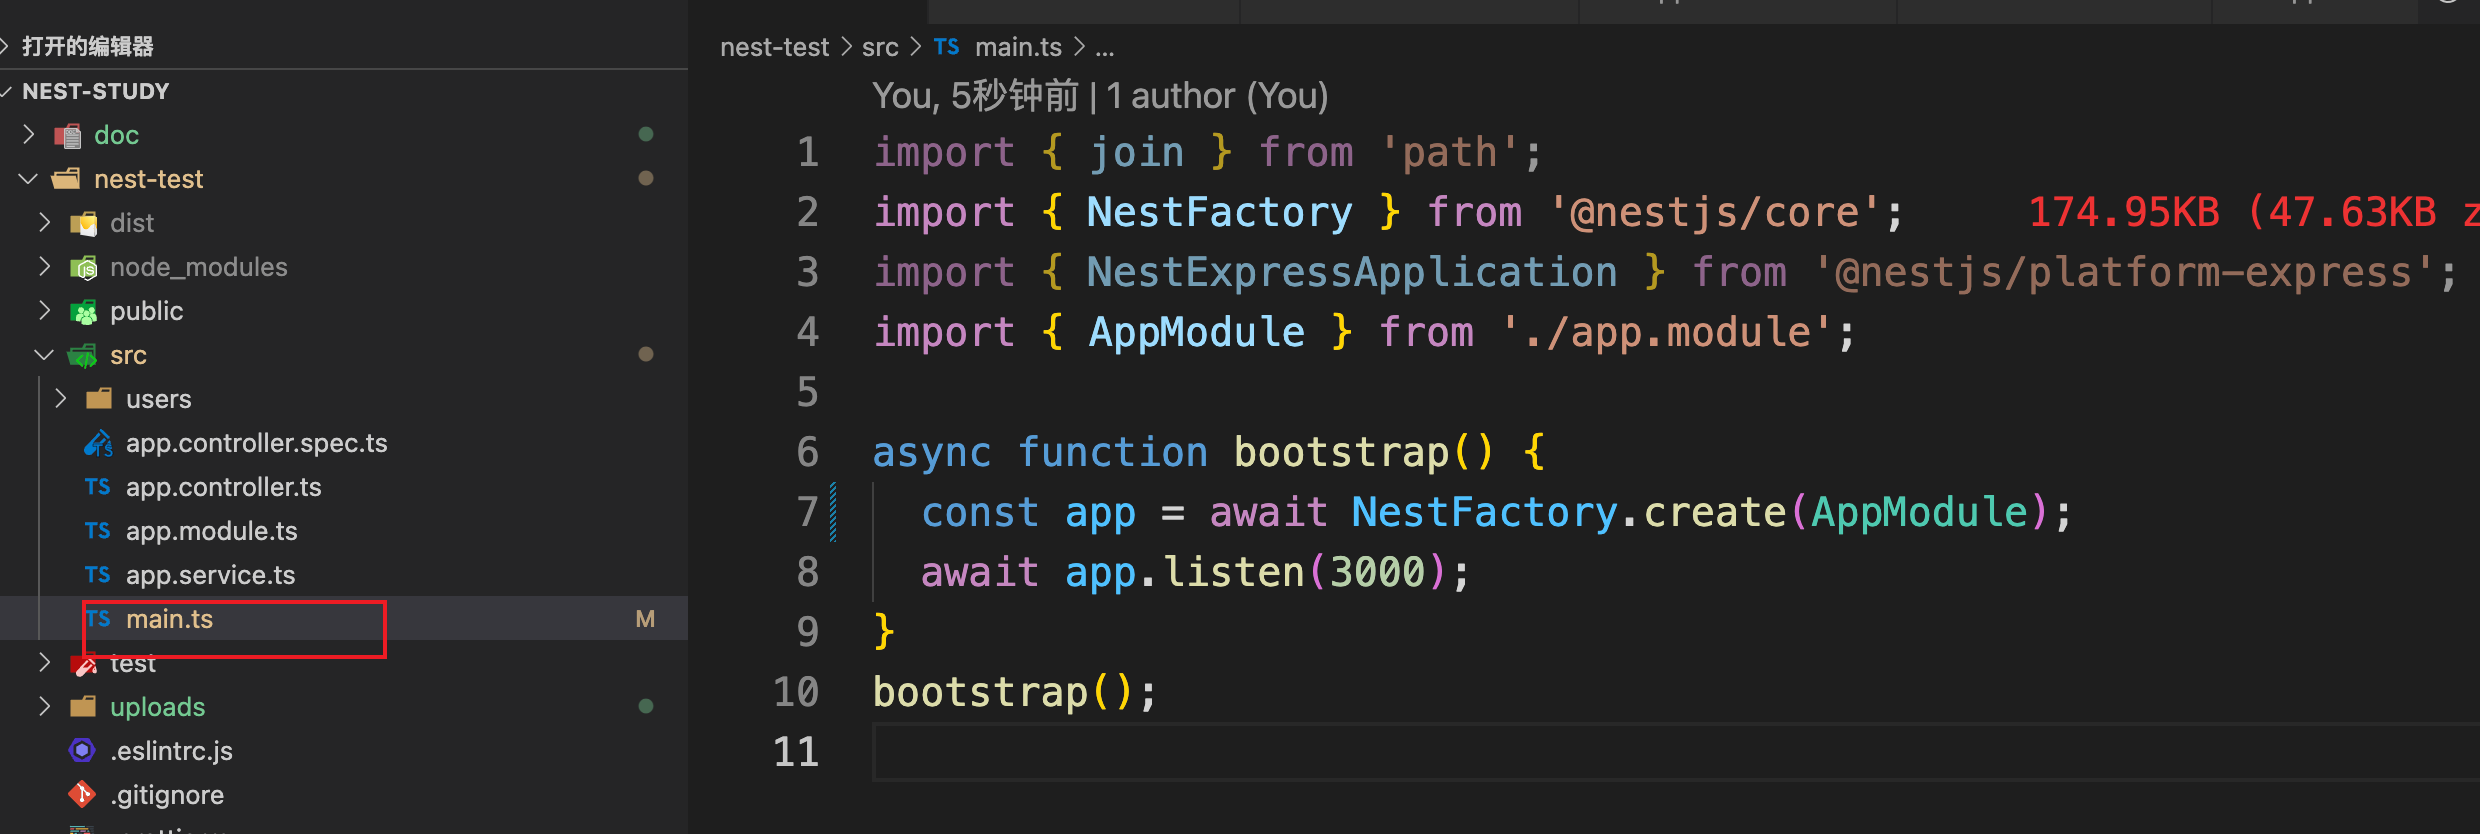 打开的编辑器
NEST-STUDY
doc
nest-test
dist
node_modules
public
src
users
app.controller.spec.ts
TS app.controller.ts
TS app.module.ts
TS app.service.ts
TS main.ts M
test
uploads
.eslintrc.js
.gitignore
nest-test > src > TS main.ts > ...
You, 5秒钟前 | 1 author (You)
1 import { join } from 'path';
2 import { NestFactory } from '@nestjs/core'; 174.95KB (47.63KB
3 import { NestExpressApplication } from '@nestjs/platform-express';
4 import { AppModule } from './app.module';
5
6 async function bootstrap() {
7 const app = await NestFactory.create(AppModule);
8 await app.listen(3000);
9 }
10 bootstrap();
11